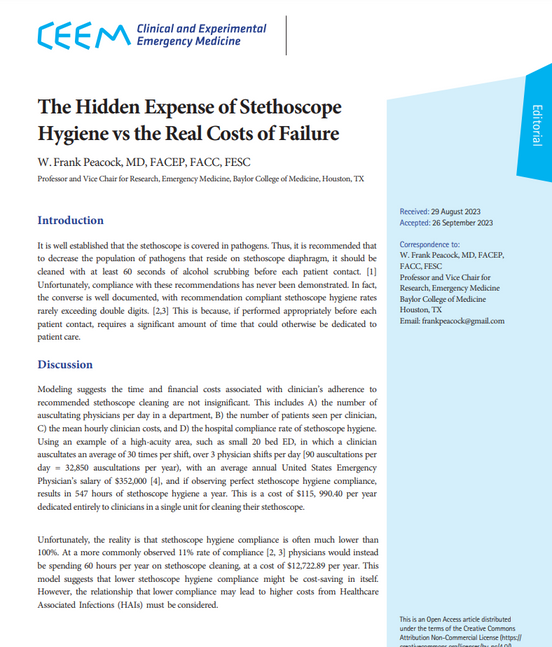 CEEM Clinical and Experimental
Emergency Medicine
Editorial
The Hidden Expense of Stethoscope
Hygiene vs the Real Costs of Failure
W. Frank Peacock, MD, FACEP, FACC, FESC
Professor and Vice Chair for Research, Emergency Medicine, Baylor College of Medicine, Houston, TX
Introduction
It is well established that the stethoscope is covered in pathogens. Thus, it is recommended that
to decrease the population of pathogens that reside on stethoscope diaphragm, it should be
cleaned with at least 60 seconds of alcohol scrubbing before each patient contact. [1]
Unfortunately, compliance with these recommendations has never been demonstrated. In fact,
the converse is well documented, with recommendation compliant stethoscope hygiene rates
rarely exceeding double digits. [2,3] This is because, if performed appropriately before each
patient contact, requires a significant amount of time that could otherwise be dedicated to
patient care.
Discussion
Modeling suggests the time and financial costs associated with clinician's adherence to
recommended stethoscope cleaning are not insignificant. This includes A) the number of
auscultating physicians per day in a department, B) the number of patients seen per clinician,
C) the mean hourly clinician costs, and D) the hospital compliance rate of stethoscope hygiene.
Using an example of a high-acuity area, such as small 20 bed ED, in which a clinician
auscultates an average of 30 times per shift, over 3 physician shifts per day [90 auscultations per
day = 32,850 auscultations per year), with an average annual United States Emergency
Physician's salary of $352,000 [4], and if observing perfect stethoscope hygiene compliance,
results in 547 hours of stethoscope hygiene a year. This is a cost of $115, 990.40 per year
dedicated entirely to clinicians in a single unit for cleaning their stethoscope.
Unfortunately, the reality is that stethoscope hygiene compliance is often much lower than
100%. At a more commonly observed 11% rate of compliance [2, 3] physicians would instead
be spending 60 hours per year on stethoscope cleaning, at a cost of $12,722.89 per year. This
model suggests that lower stethoscope hygiene compliance might be cost-saving in itself.
However, the relationship that lower compliance may lead to higher costs from Healthcare
Associated Infections (HAIs) must be considered.
Received: 29 August 2023
Accepted: 26 September 2023
Correspondence to:
W. Frank Peacock, MD, FACEP,
FACC, FESC
Professor and Vice Chair for
Research, Emergency Medicine
Baylor College of Medicine
Houston, TX
Email: frankpeacock@gmail.com
This is an Open Access article distributed
under the terms of the Creative Commons
Attribution Non-Commercial License (https://